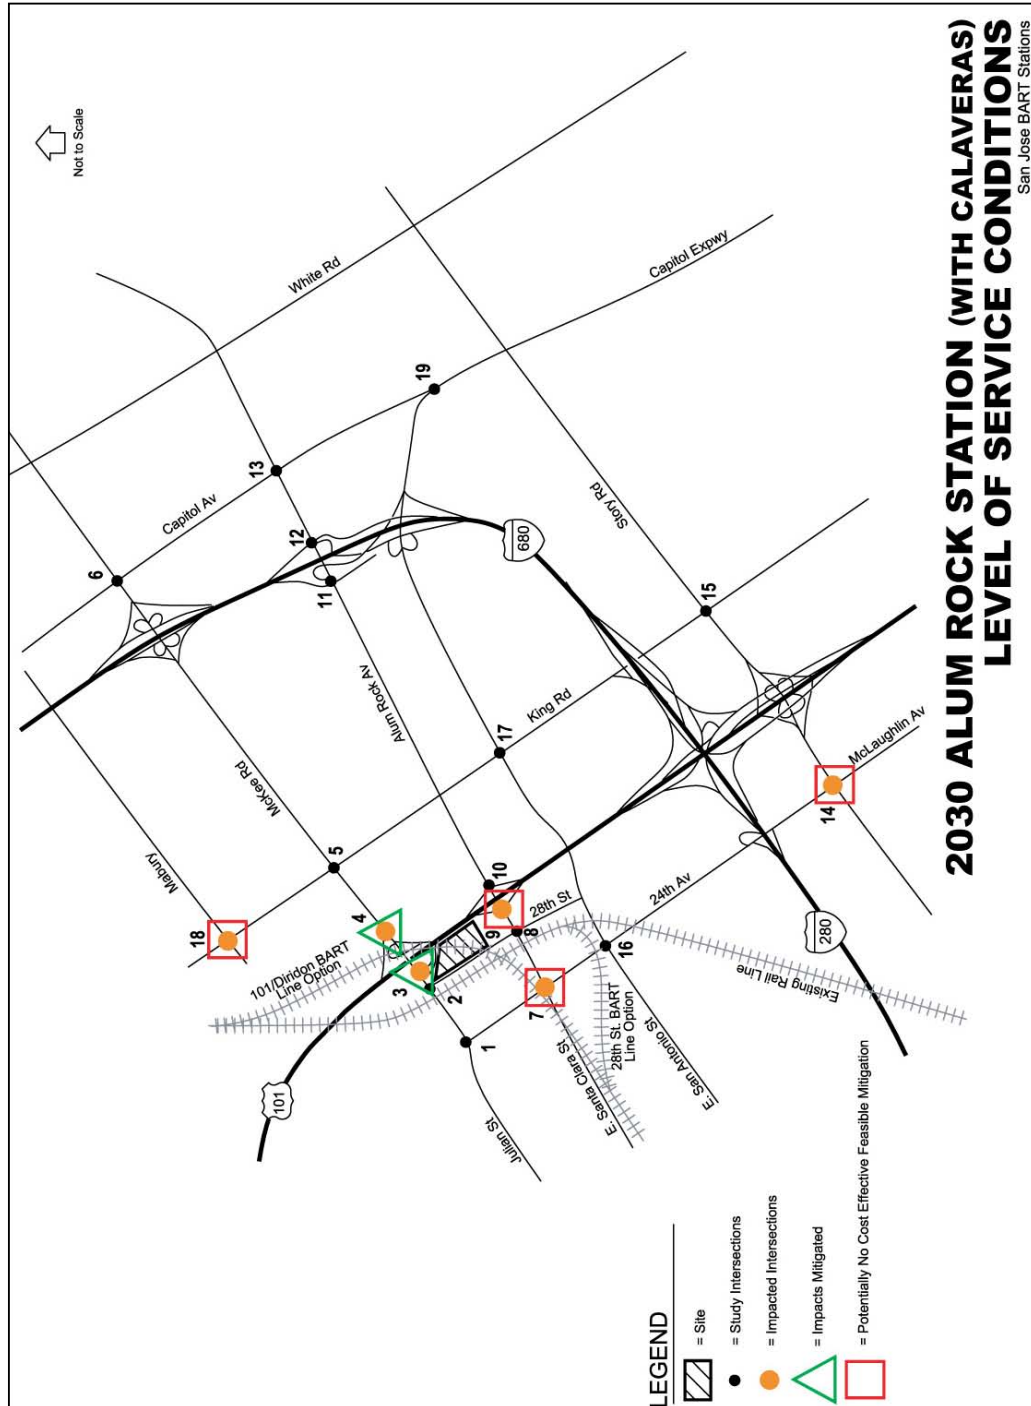 Not to Scale
White Rd
Capitol Expwy
19
13
Capitol Av
6
12
11
680
Story Rd
15
Alum Rock Av
McKee Rd
King Rd
17
Mabury
5
18
4
10
9
28th St
8
24th Av
McLaughlin Av
14
280
101/Diridon BART
Line Option
3
2
1
7
16
Existing Rail Line
28th St. BART
Line Option
E. San Antonio St
E. Santa Clara St
Julian St
101
LEGEND
= Site
= Study Intersections
= Impacted Intersections
= Impacts Mitigated
= Potentially No Cost Effective Feasible Mitigation
2030 ALUM ROCK STATION (WITH CALAVERAS)
LEVEL OF SERVICE CONDITIONS
San Jose BART Stations